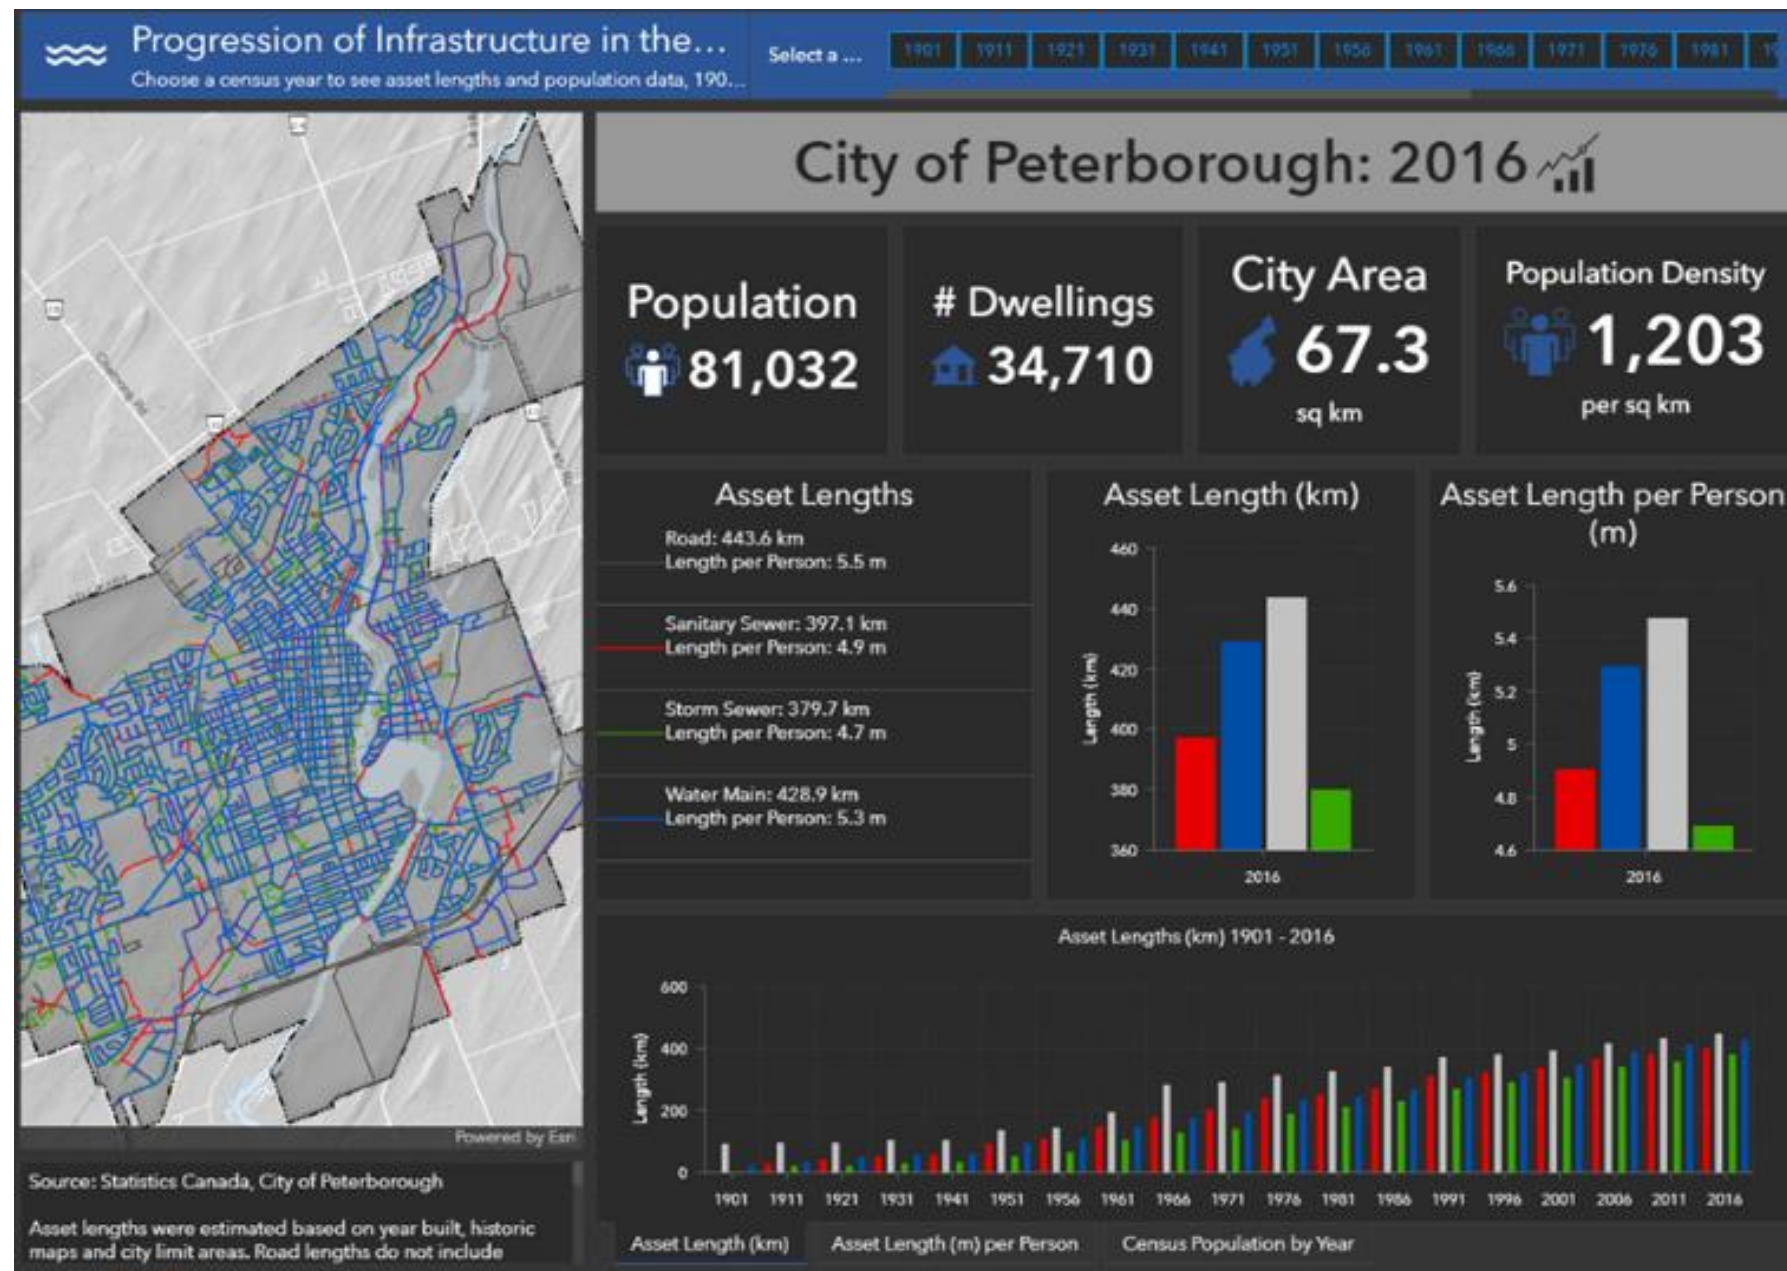 Progression of Infrastructure in the...
Choose a census year to see asset lengths and population data, 190...
Select a ...
1901 1911 1921 1931 1941 1951 1956 1961 1966 1971 1976 1981 19
City of Peterborough: 2016
Population
81,032
# Dwellings
34,710
City Area
67.3
sq km
Population Density
1,203
per sq km
Asset Lengths
Road: 443.6 km
Length per Person: 5.5 m
Sanitary Sewer: 397.1 km
Length per Person: 4.9 m
Storm Sewer: 379.7 km
Length per Person: 4.7 m
Water Main: 428.9 km
Length per Person: 5.3 m
Asset Length (km)
460
440
420
400
380
360
Length (km)
2016
Asset Length per Person
(m)
5.6
5.4
5.2
5
4.8
4.6
Length (km)
2016
Asset Lengths (km) 1901 - 2016
600
400
200
0
Length (km)
1901 1911 1921 1931 1941 1951 1956 1961 1966 1971 1976 1981 1986 1991 1996 2001 2006 2011 2016
Asset Length (km) Asset Length (m) per Person Census Population by Year
Powered by Esri
Source: Statistics Canada, City of Peterborough
Asset lengths were estimated based on year built, historic
maps and city limit areas. Road lengths do not include